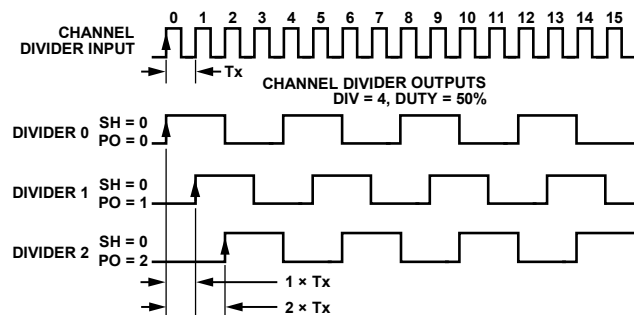 0 1 2 3 4 5 6 7 8 9 10 11 12 13 14 15
CHANNEL
DIVIDER INPUT
Tx
CHANNEL DIVIDER OUTPUTS
DIV = 4, DUTY = 50%
DIVIDER 0 SH = 0
PO = 0
DIVIDER 1 SH = 0
PO = 1
DIVIDER 2 SH = 0
PO = 2
1 × Tx
2 × Tx